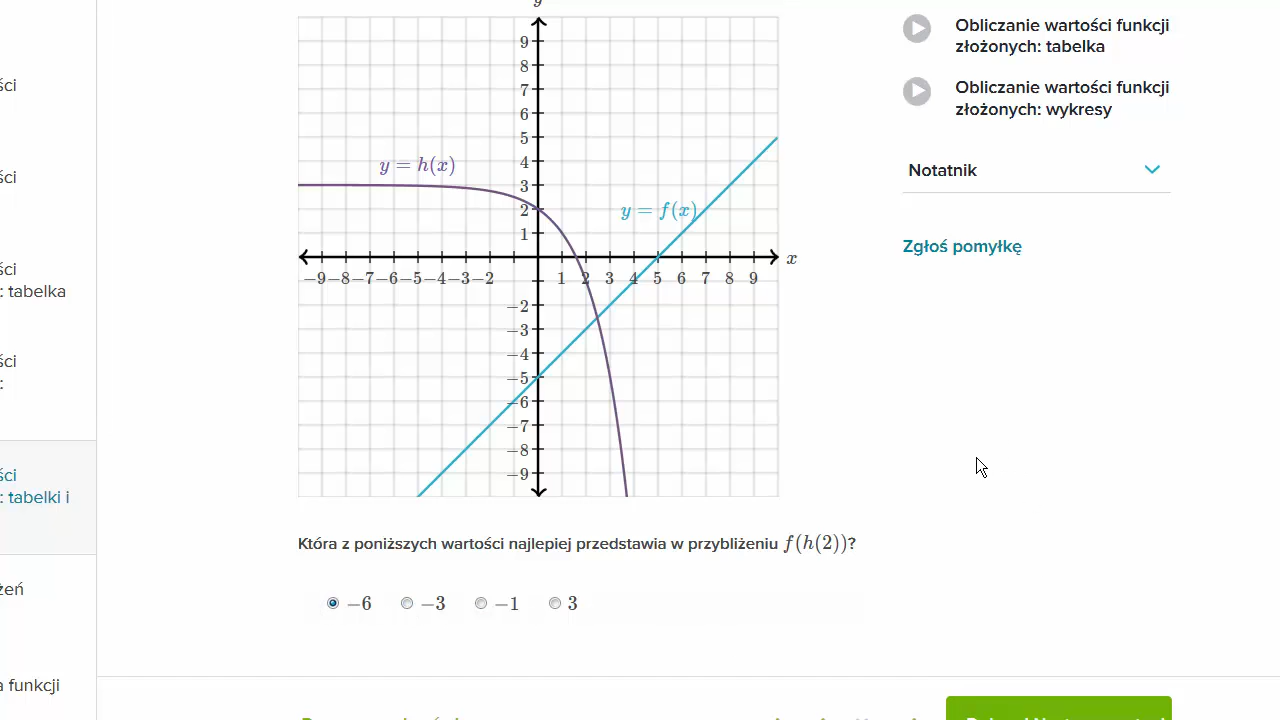 y
9
8
7
6
5
4
3
2
1
−2
−3
−4
−5
−6
−7
−8
−9
−9 −8 −7 −6 −5 −4 −3 −2 1 2 3 4 5 6 7 8 9
x
y = h(x)
y = f(x)
Która z poniższych wartości najlepiej przedstawia w przybliżeniu f(h(2))?
−6 −3 −1 3
Obliczanie wartości funkcji
złożonych: tabelka
Obliczanie wartości funkcji
złożonych: wykresy
Notatnik
Zgłoś pomyłkę
ści
ści
ści
: tabelka
ści
:
ści
: tabelki i
żeń
a funkcji